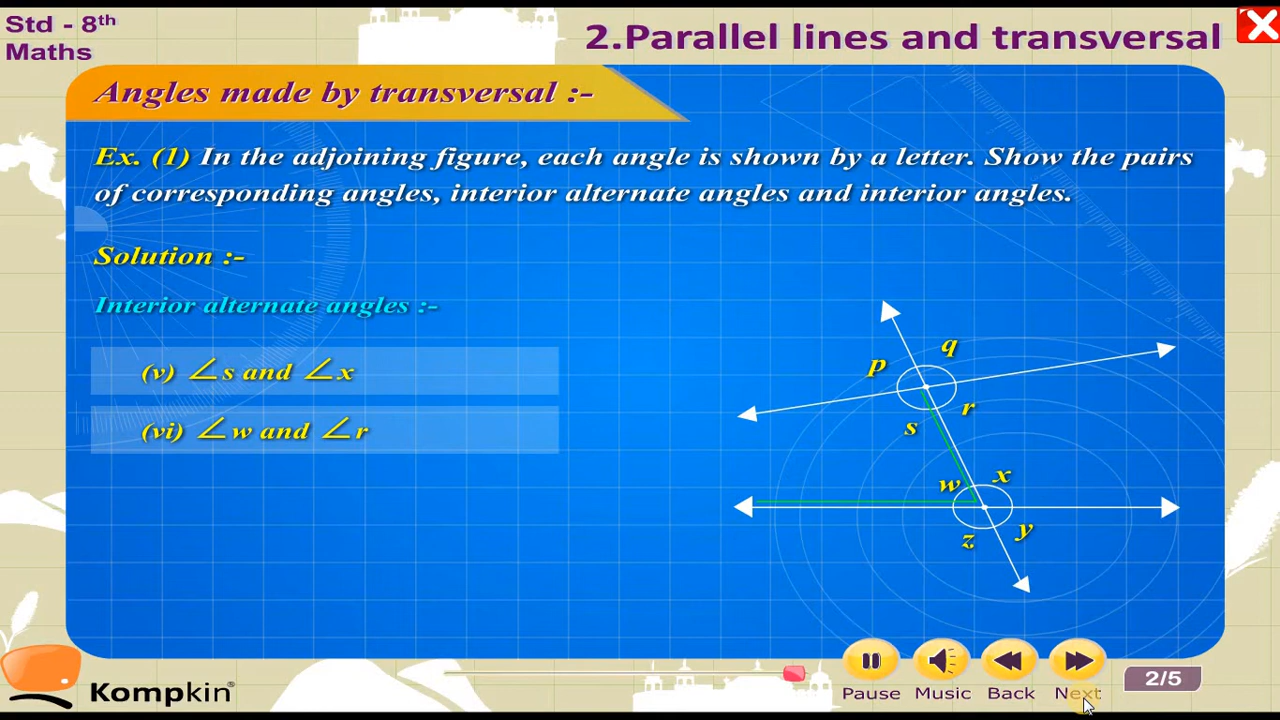 Std - 8th
Maths
2.Parallel lines and transversal
Angles made by transversal :-
Ex. (1) In the adjoining figure, each angle is shown by a letter. Show the pairs
of corresponding angles, interior alternate angles and interior angles.
Solution :-
Interior alternate angles :-
(v) ∠s and ∠x
(vi) ∠w and ∠r
q
p
r
s
x
w
y
z
Kompkin®
Pause
Music
Back
Next
2/5